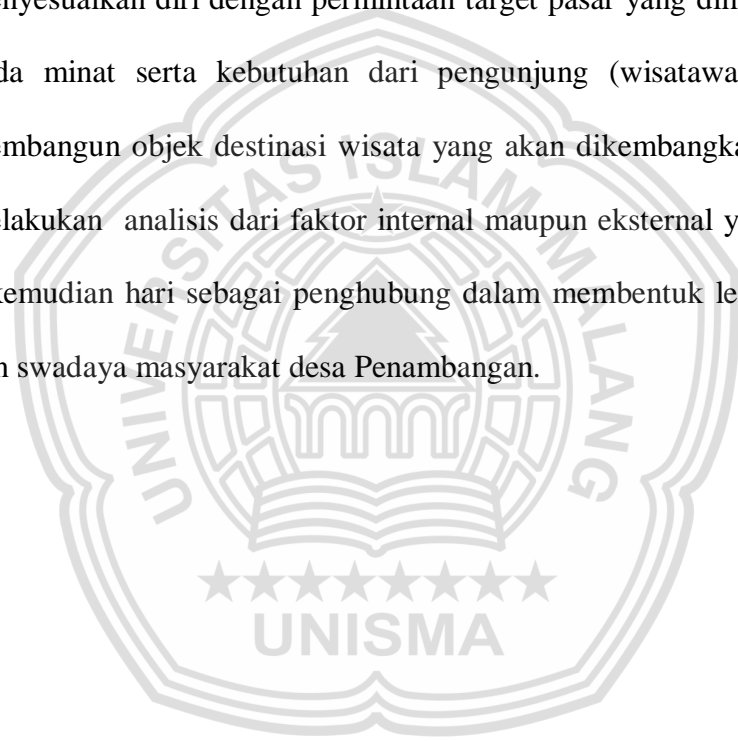 nyesuaikan diri dengan permintaan target pasar yang
da minat serta kebutuhan dari pengunjung (wisatawa
embangun objek destinasi wisata yang akan dikembangka
elakukan analisis dari faktor internal maupun eksternal y
kemudian hari sebagai penghubung dalam membentuk le
n swadaya masyarakat desa Penambangan.
UNIVERSITAS ISLAM MALANG
UNISMA